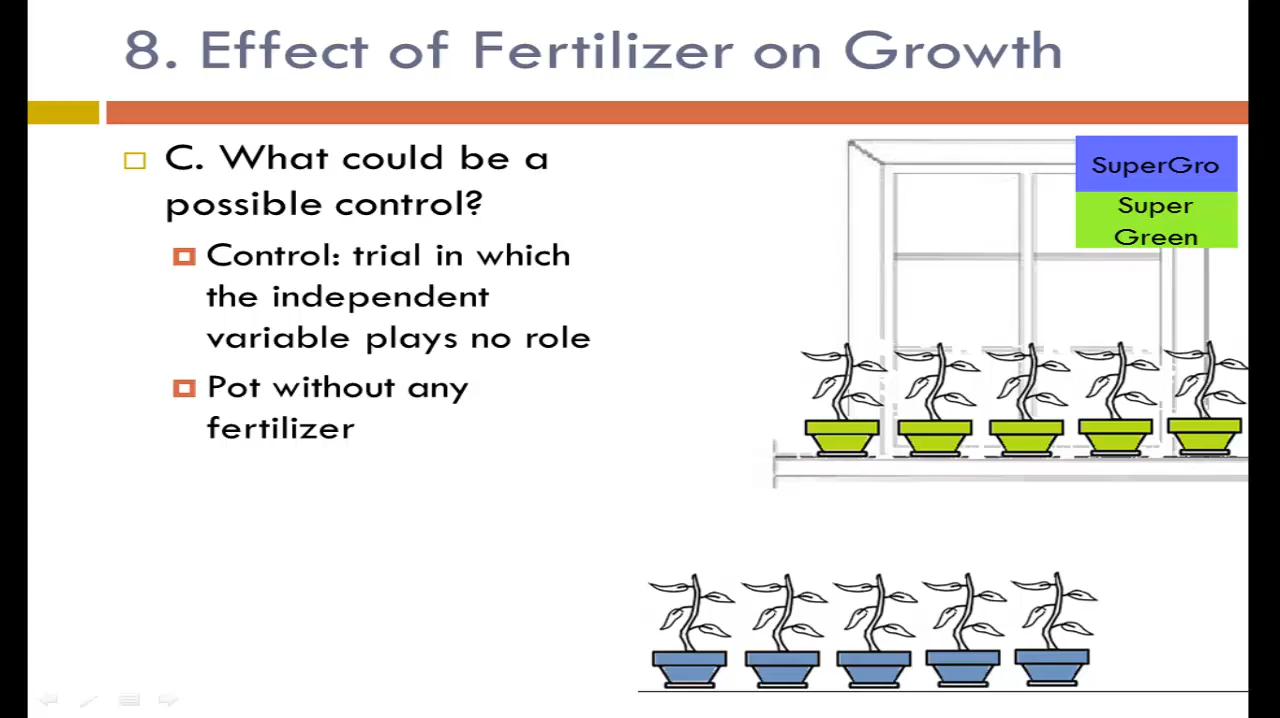 8. Effect of Fertilizer on Growth
C. What could be a
possible control?
Control: trial in which
the independent
variable plays no role
Pot without any
fertilizer
SuperGro
Super
Green